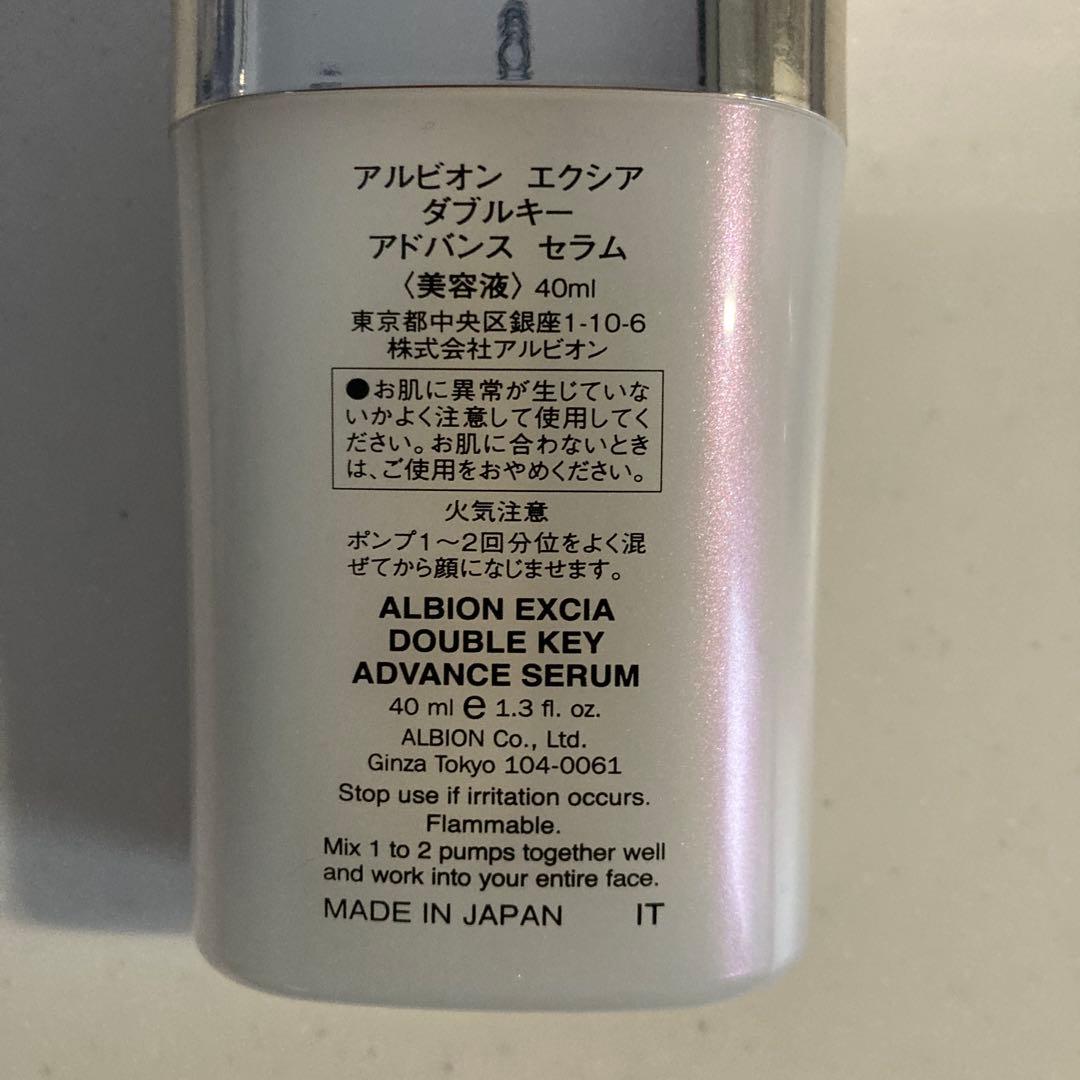 アルビオン エクシア
ダブルキー
アドバンス セラム
〈美容液〉40ml
東京都中央区銀座1-10-6
株式会社アルビオン
●お肌に異常が生じていな
いかよく注意して使用してく
ださい。お肌に合わないとき
は、ご使用をおやめください。
火気注意
ポンプ1〜2回分位をよく混
ぜてから顔になじませます。
ALBION EXCIA
DOUBLE KEY
ADVANCE SERUM
40 ml e 1.3 fl. oz.
ALBION Co., Ltd.
Ginza Tokyo 104-0061
Stop use if irritation occurs.
Flammable.
Mix 1 to 2 pumps together well
and work into your entire face.
MADE IN JAPAN IT